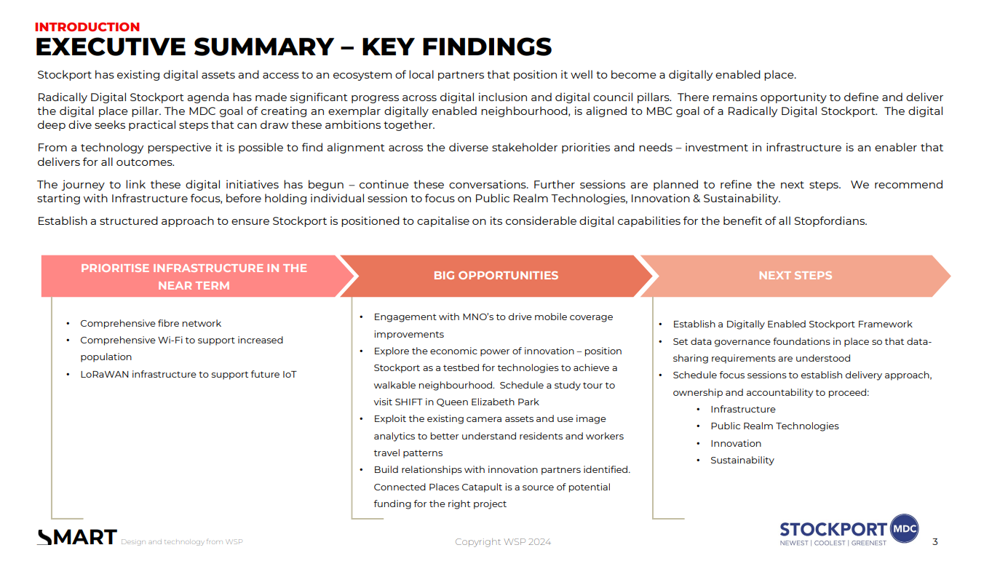 INTRODUCTION
EXECUTIVE SUMMARY – KEY FINDINGS
Stockport has existing digital assets and access to an ecosystem of local partners that position it well to become a digitally enabled place.
Radically Digital Stockport agenda has made significant progress across digital inclusion and digital council pillars.  There remains opportunity to define and deliver
the digital place pillar. The MDC goal of creating an exemplar digitally enabled neighbourhood, is aligned to MBC goal of a Radically Digital Stockport.  The digital
deep dive seeks practical steps that can draw these ambitions together.
From a technology perspective it is possible to find alignment across the diverse stakeholder priorities and needs – investment in infrastructure is an enabler that
delivers for all outcomes.
The journey to link these digital initiatives has begun – continue these conversations. Further sessions are planned to refine the next steps.  We recommend
starting with Infrastructure focus, before holding individual session to focus on Public Realm Technologies, Innovation & Sustainability.
Establish a structured approach to ensure Stockport is positioned to capitalise on its considerable digital capabilities for the benefit of all Stopfordians.
PRIORITISE INFRASTRUCTURE IN THE
NEAR TERM
• Comprehensive fibre network
• Comprehensive Wi-Fi to support increased
population
• LoRaWAN infrastructure to support future IoT
BIG OPPORTUNITIES
• Engagement with MNO's to drive mobile coverage
improvements
• Explore the economic power of innovation – position
Stockport as a testbed for technologies to achieve a
walkable neighbourhood.  Schedule a study tour to
visit SHIFT in Queen Elizabeth Park
• Exploit the existing camera assets and use image
analytics to better understand residents and workers
travel patterns
• Build relationships with innovation partners identified.
Connected Places Catapult is a source of potential
funding for the right project
NEXT STEPS
• Establish a Digitally Enabled Stockport Framework
• Set data governance foundations in place so that data-
sharing requirements are understood
• Schedule focus sessions to establish delivery approach,
ownership and accountability to proceed:
• Infrastructure
• Public Realm Technologies
• Innovation
• Sustainability
SMART Design and technology from WSP
Copyright WSP 2024
STOCKPORT MDC
NEWEST | COOLEST | GREENEST
3